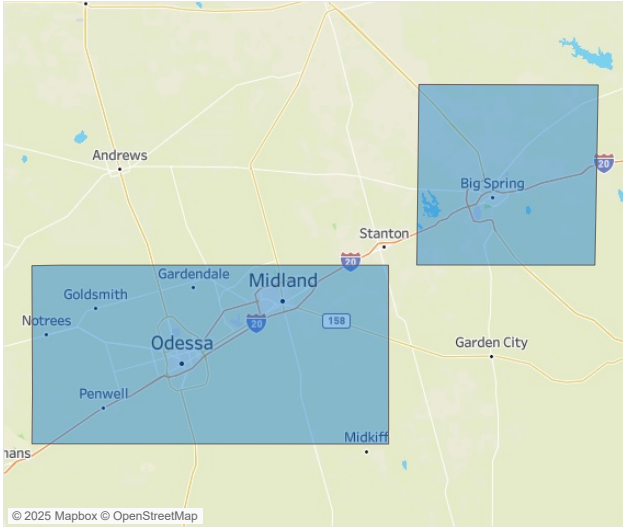 Andrews
20
Big Spring
Stanton
20
Gardendale
Midland
Goldsmith
Notrees
20
158
Odessa
Garden City
Penwell
Midkiff
nans
© 2025 Mapbox © OpenStreetMap